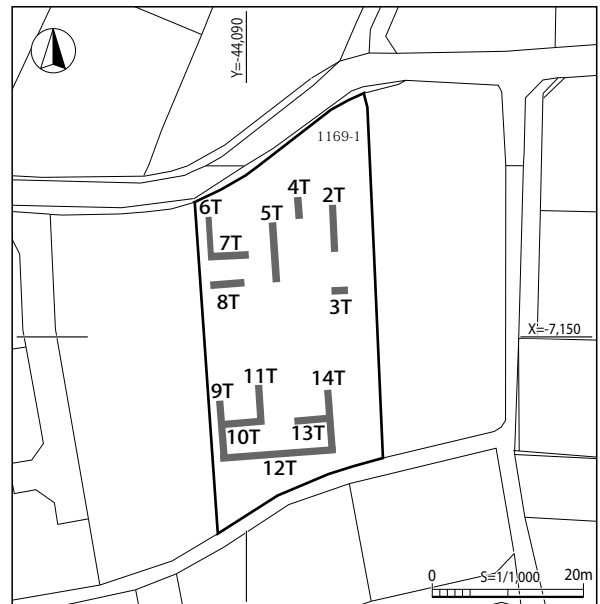 Y=-44,090
1169-1
4T
2T
6T
5T
7T
8T
3T
X=-7,150
11T
14T
9T
10T
13T
12T
0
S=1/1,000
20m